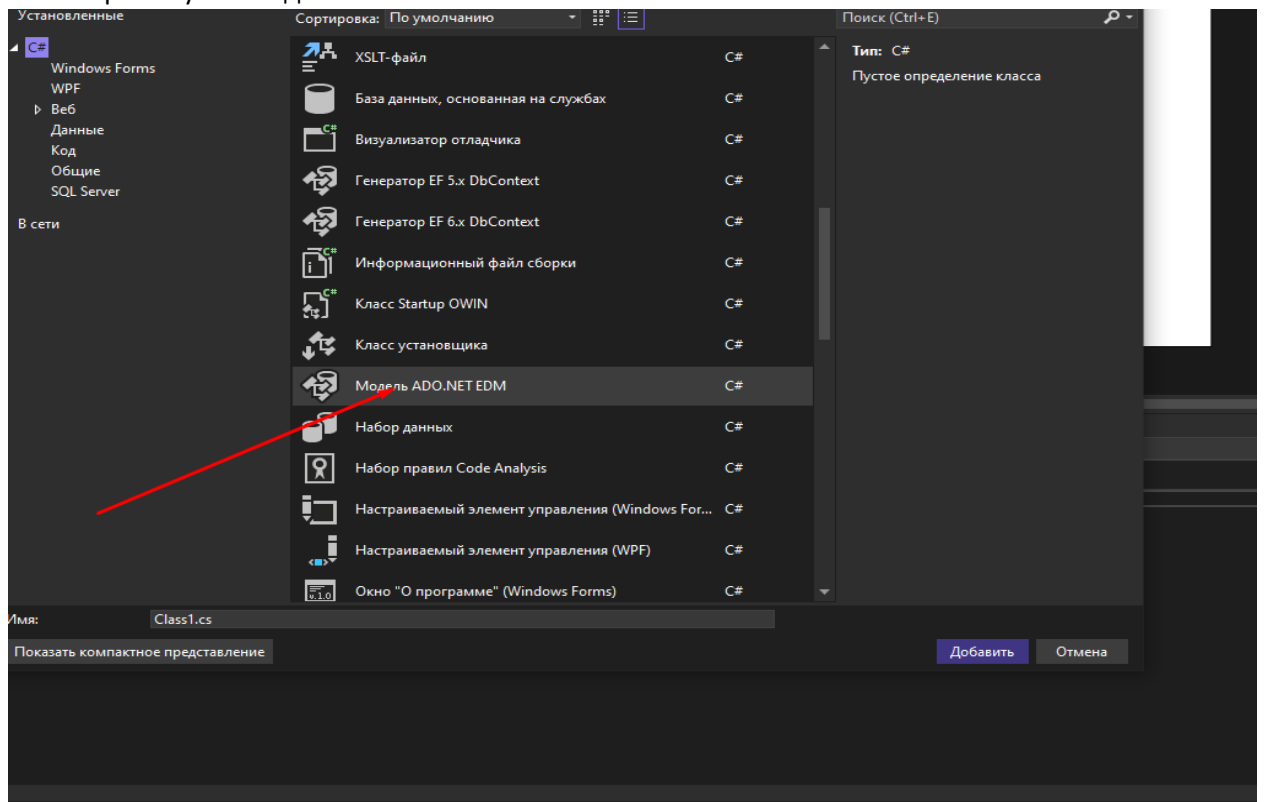 Установленные
Сортировка: По умолчанию
Поиск (Ctrl+E)
C#
Windows Forms
WPF
Веб
Данные
Код
Общие
SQL Server
В сети
XSLT-файл C#
База данных, основанная на службах C#
Визуализатор отладчика C#
Генератор EF 5.x DbContext C#
Генератор EF 6.x DbContext C#
Информационный файл сборки C#
Класс Startup OWIN C#
Класс установщика C#
Модель ADO.NET EDM C#
Набор данных C#
Набор правил Code Analysis C#
Настраиваемый элемент управления (Windows For... C#
Настраиваемый элемент управления (WPF) C#
Окно "О программе" (Windows Forms) C#
Тип: C#
Пустое определение класса
Имя: Class1.cs
Показать компактное представление
Добавить Отмена